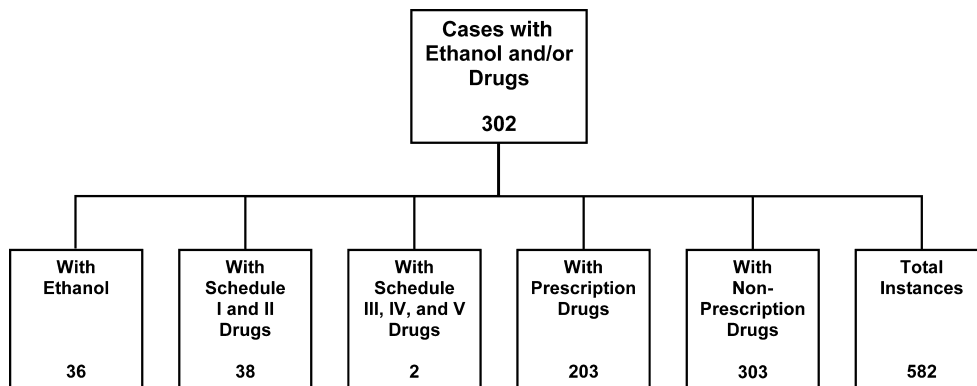 Cases with
Ethanol and/or
Drugs
302
With
Ethanol
36
With
Schedule
I and II
Drugs
38
With
Schedule
III, IV, and V
Drugs
2
With
Prescription
Drugs
203
With
Non-
Prescription
Drugs
303
Total
Instances
582